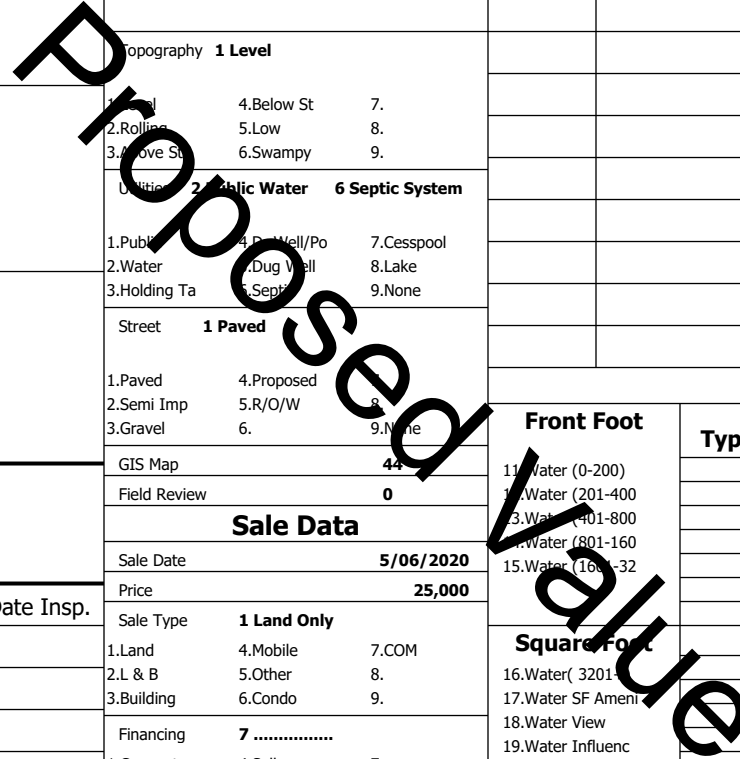 Topography 1 Level
4.Below St 7.
2.Rolling 5.Low 8.
3.Above St 6.Swampy 9.
Utilities 2 Public Water 6 Septic System
1.Public 4.Dr Well/Po 7.Cesspool
2.Water 5.Dug Well 8.Lake
3.Holding Ta 6.Septic 9.None
Street 1 Paved
1.Paved 4.Proposed
2.Semi Imp 5.R/O/W 8.
3.Gravel 6. 9.None
GIS Map 44
Field Review 0
Sale Data
Sale Date 5/06/2020
Price 25,000
Sale Type 1 Land Only
1.Land 4.Mobile 7.COM
2.L & B 5.Other 8.
3.Building 6.Condo 9.
Financing 7 ................
Date Insp.
Front Foot
Typ
11.Water (0-200)
12.Water (201-400
13.Water (401-800
14.Water (801-160
15.Water (1601-32
Square Foot
16.Water( 3201-
17.Water SF Ameni
18.Water View
19.Water Influenc
Proposed Value